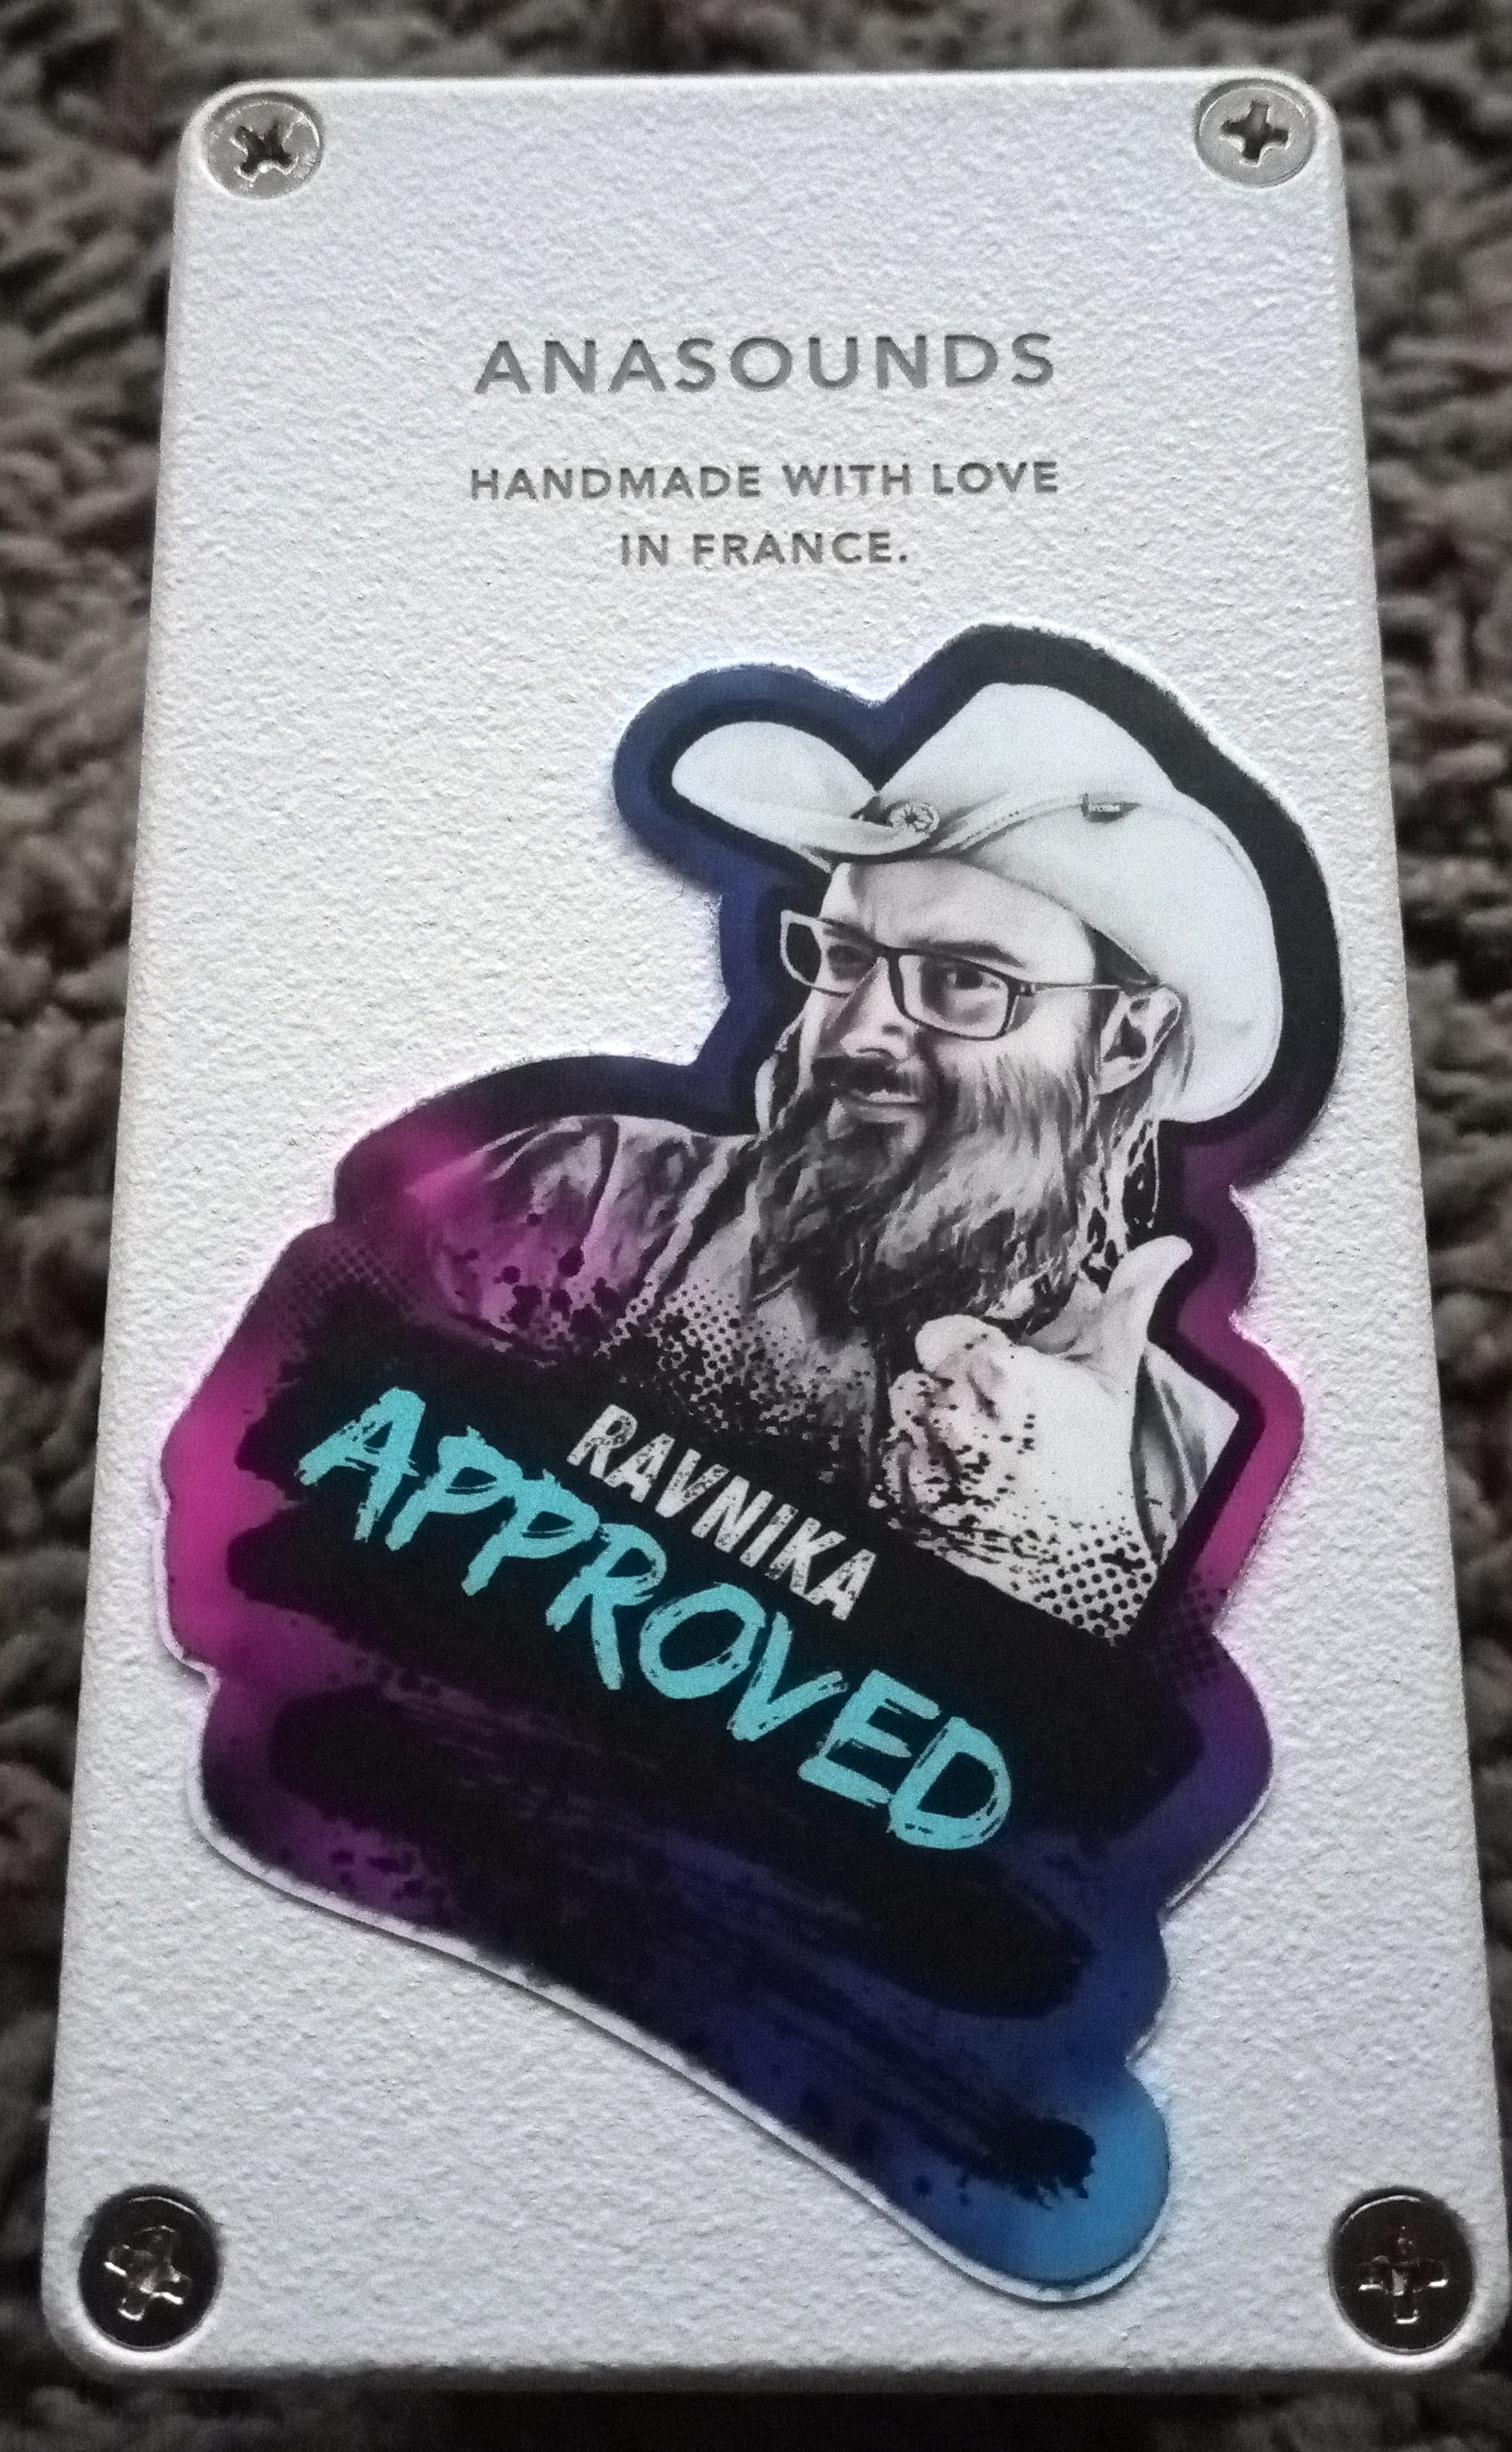 ANASOUNDS
HANDMADE WITH LOVE
IN FRANCE.
RAVNIKA
APPROVED